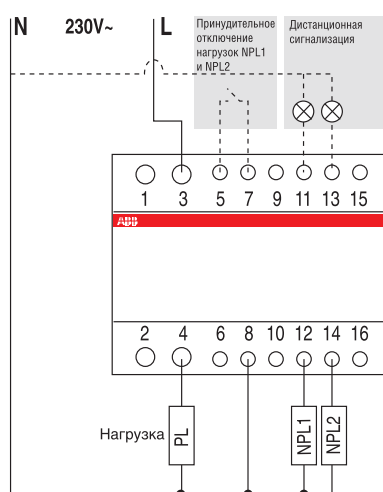 N 230V~ L
Принудительное
отключение
нагрузок NPL1
и NPL2
Дистанционная
сигнализация
1 3 5 7 9 11 13 15
ABB
2 4 6 8 10 12 14 16
Нагрузка PL NPL1 NPL2